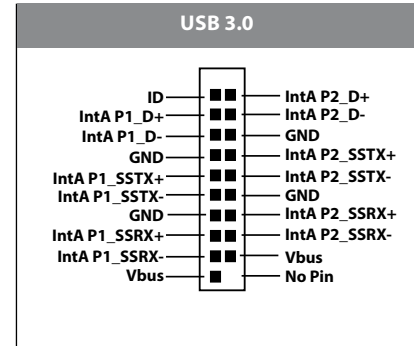 USB 3.0
ID
IntA P1_D+
IntA P1_D-
GND
IntA P1_SSTX+
IntA P1_SSTX-
GND
IntA P1_SSRX+
IntA P1_SSRX-
Vbus
IntA P2_D+
IntA P2_D-
GND
IntA P2_SSTX+
IntA P2_SSTX-
GND
IntA P2_SSRX+
IntA P2_SSRX-
Vbus
No Pin